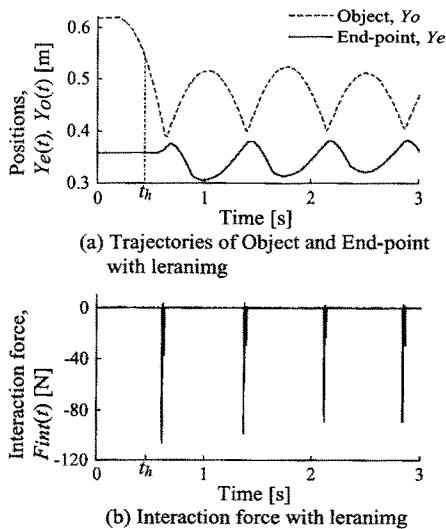 Object, Yo
End-point, Ye
Positions,
Ye(t), Yo(t) [m]
0.6
0.5
0.4
0.3
0 th 1 2 3
Time [s]
(a) Trajectories of Object and End-point
with leranimg
Interaction force,
Fint(t) [N]
0
-40
-80
-120
0 th 1 2 3
Time [s]
(b) Interaction force with leranimg